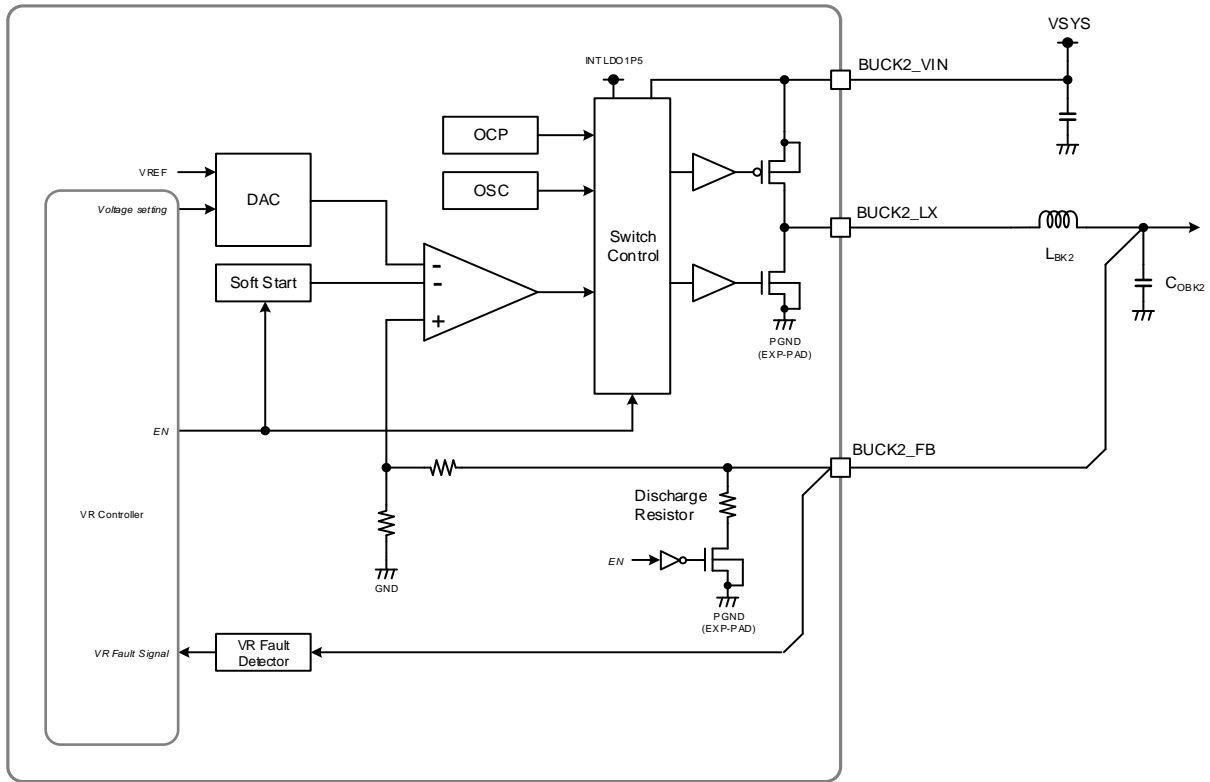 VSYS
INTLDO1P5
BUCK2_VIN
OCP
VREF
DAC
OSC
Voltage setting
BUCK2_LX
Switch
Control
LBK2
Soft Start
-
-
+
COBK2
PGND
(EXP-PAD)
EN
BUCK2_FB
Discharge
Resistor
VR Controller
EN
GND
PGND
(EXP-PAD)
VR Fault Signal
VR Fault
Detector